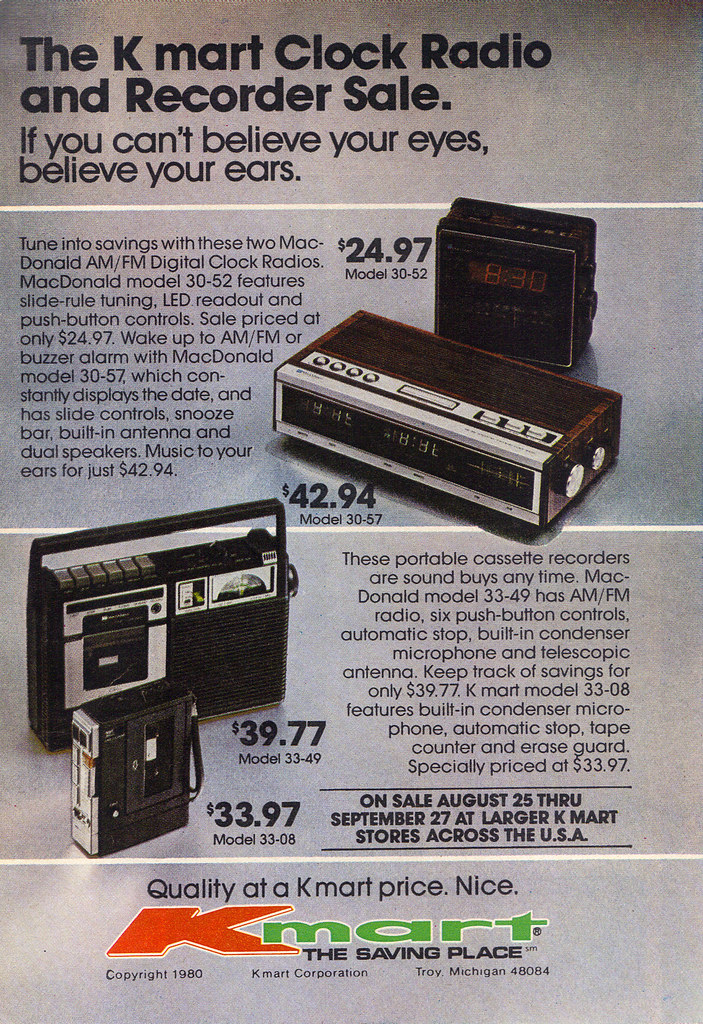 The K mart Clock Radio
and Recorder Sale.
If you can't believe your eyes,
believe your ears.
Tune into savings with these two Mac-
Donald AM/FM Digital Clock Radios.
MacDonald model 30-52 features
slide-rule tuning, LED readout and
push-button controls. Sale priced at
only $24.97. Wake up to AM/FM or
buzzer alarm with MacDonald
model 30-57, which con-
stantly displays the date, and
has slide controls, snooze
bar, built-in antenna and
dual speakers. Music to your
ears for just $42.94.
$24.97
Model 30-52
8:30
$42.94
Model 30-57
These portable cassette recorders
are sound buys any time. Mac-
Donald model 33-49 has AM/FM
radio, six push-button controls,
automatic stop, built-in condenser
microphone and telescopic
antenna. Keep track of savings for
only $39.77. K mart model 33-08
features built-in condenser micro-
phone, automatic stop, tape
counter and erase guard.
Specially priced at $33.97.
$39.77
Model 33-49
$33.97
Model 33-08
ON SALE AUGUST 25 THRU
SEPTEMBER 27 AT LARGER K MART
STORES ACROSS THE U.S.A.
Quality at a K mart price. Nice.
Kmart®
THE SAVING PLACE℠
Copyright 1980 K mart Corporation Troy, Michigan 48084